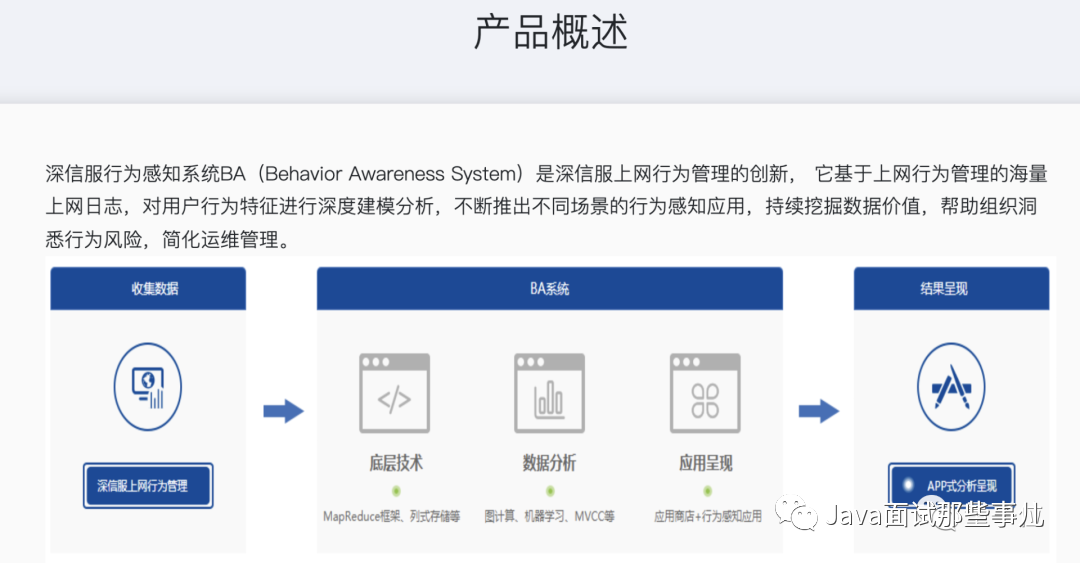 产品概述
深信服行为感知系统BA（Behavior Awareness System）是深信服上网行为管理的创新， 它基于上网行为管理的海量
上网日志，对用户行为特征进行深度建模分析，不断推出不同场景的行为感知应用，持续挖掘数据价值，帮助组织洞
悉行为风险，简化运维管理。
收集数据
BA系统
结果呈现
</>
底层技术
数据分析
应用呈现
深信服上网行为管理
APP式分析呈现
MapReduce框架、列式存储等
图计算、机器学习、MVCC等
应用商店+行为感知应用
Java面试那些事儿